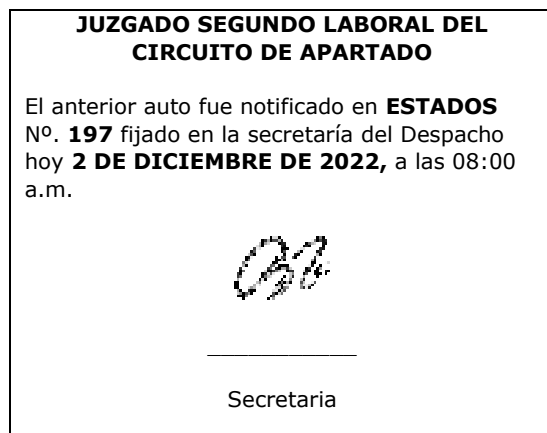 JUZGADO SEGUNDO LABORAL DEL
CIRCUITO DE APARTADO
El anterior auto fue notificado en ESTADOS
Nº. 197 fijado en la secretaría del Despacho
hoy 2 DE DICIEMBRE DE 2022, a las 08:00
a.m.
Secretaria